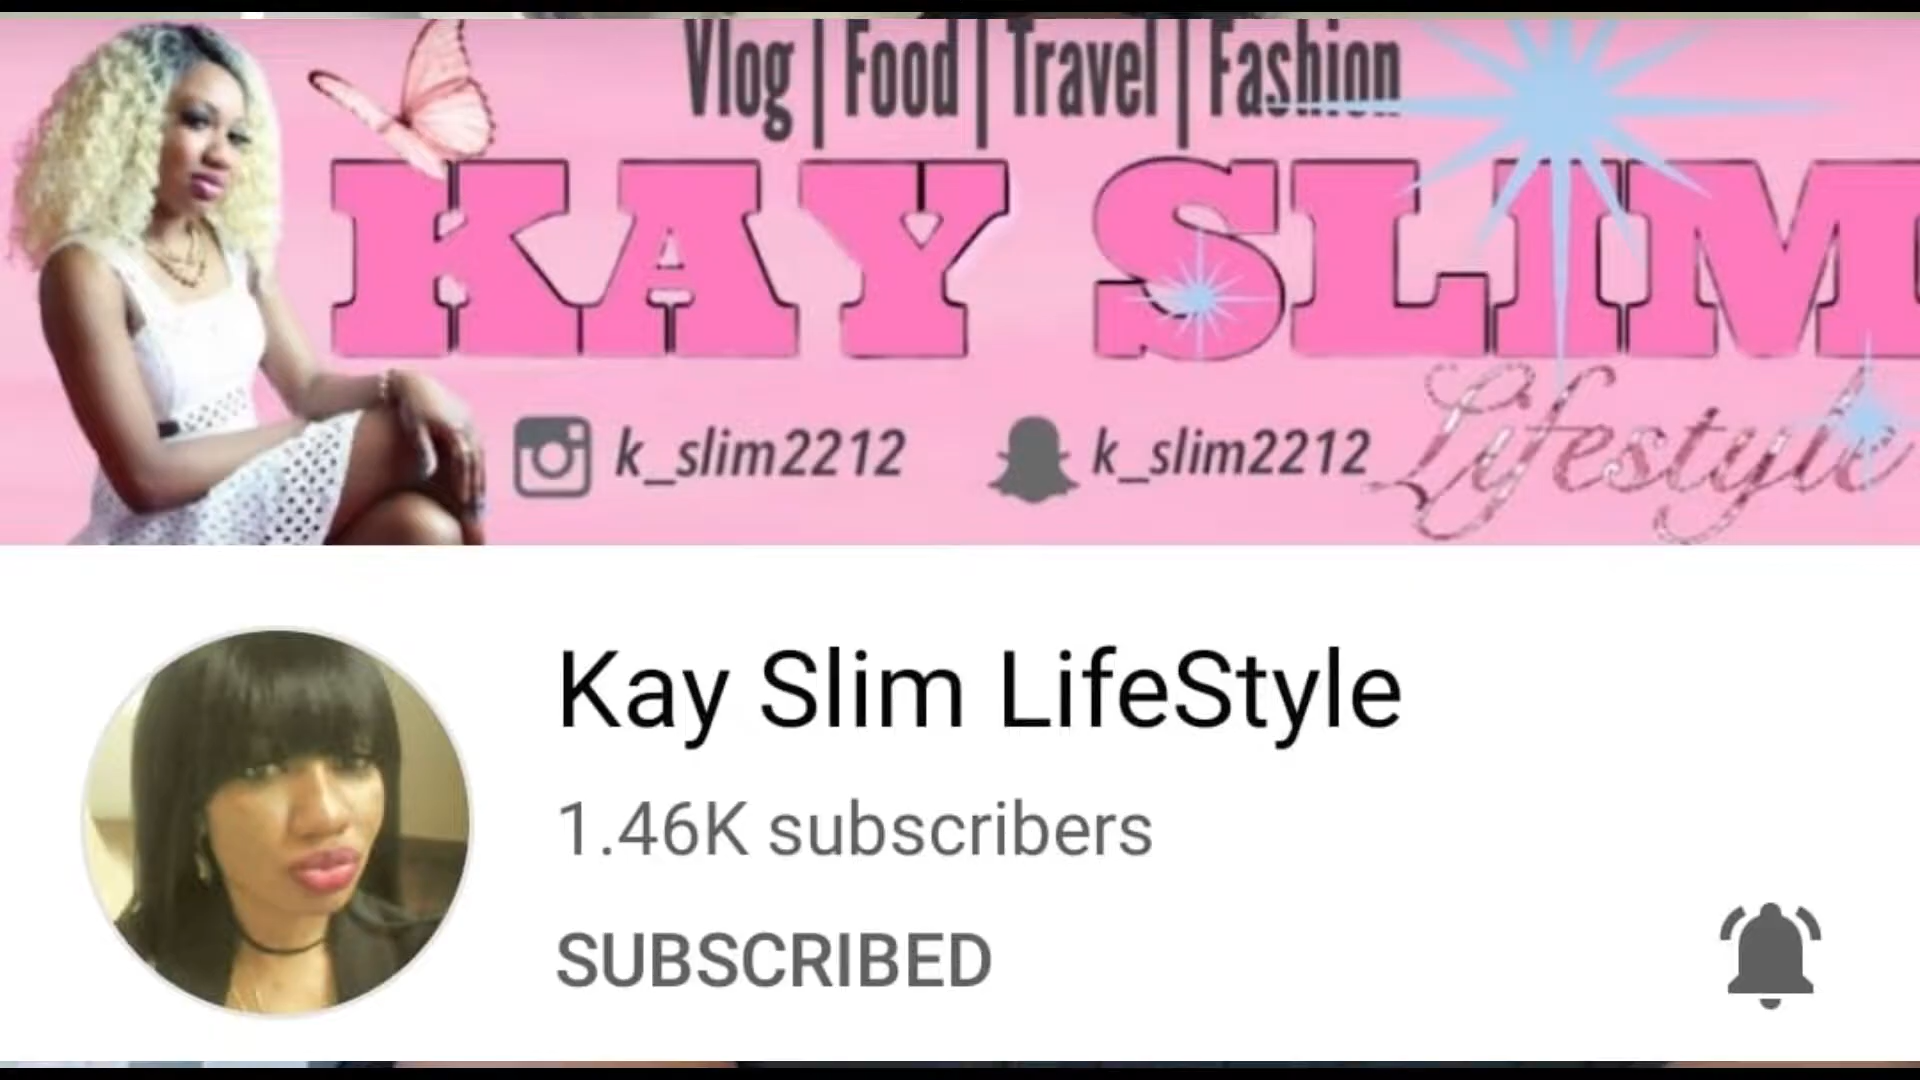 Vlog | Food | Travel | Fashion
KAY SLIM
Lifestyle
k_slim2212 k_slim2212
Kay Slim LifeStyle
1.46K subscribers
SUBSCRIBED